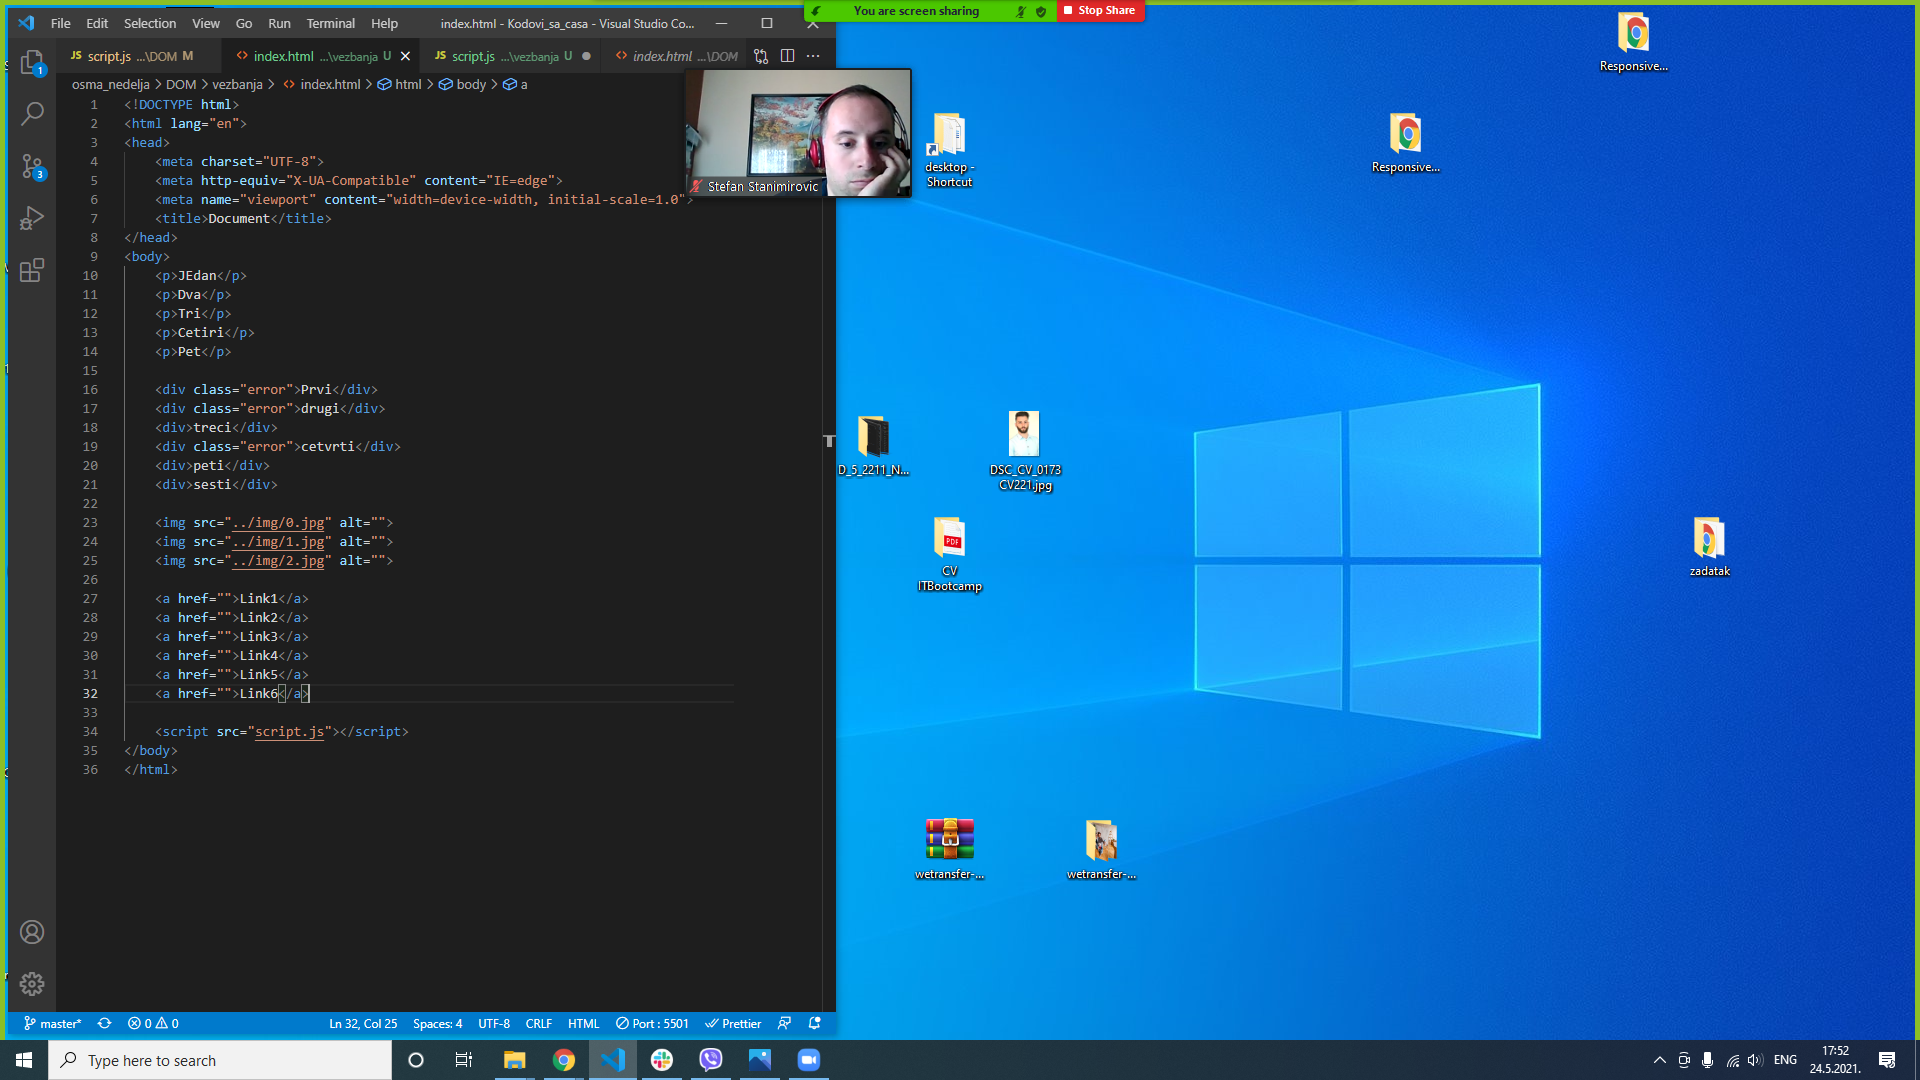 File Edit Selection View Go Run Terminal Help index.html - Kodovi_sa_casa - Visual Studio Co...
You are screen sharing Stop Share
JS script.js ...\DOM M index.html ...\vezbanja U JS script.js ...\vezbanja U index.html ...\DOM
osma_nedelja > DOM > vezbanja > index.html > html > body > a
1 <!DOCTYPE html>
2 <html lang="en">
3 <head>
4 <meta charset="UTF-8">
5 <meta http-equiv="X-UA-Compatible" content="IE=edge">
6 <meta name="viewport" content="width=device-width, initial-scale=1.0">
7 <title>Document</title>
8 </head>
9 <body>
10 <p>JEdan</p>
11 <p>Dva</p>
12 <p>Tri</p>
13 <p>Cetiri</p>
14 <p>Pet</p>
15
16 <div class="error">Prvi</div>
17 <div class="error">drugi</div>
18 <div>treci</div>
19 <div class="error">cetvrti</div>
20 <div>peti</div>
21 <div>sesti</div>
22
23 <img src="../img/0.jpg" alt="">
24 <img src="../img/1.jpg" alt="">
25 <img src="../img/2.jpg" alt="">
26
27 <a href="">Link1</a>
28 <a href="">Link2</a>
29 <a href="">Link3</a>
30 <a href="">Link4</a>
31 <a href="">Link5</a>
32 <a href="">Link6</a>
33
34 <script src="script.js"></script>
35 </body>
36 </html>
1
3
Stefan Stanimirovic
master* 0 0 Ln 32, Col 25 Spaces: 4 UTF-8 CRLF HTML Port : 5501 Prettier
Responsive...
desktop -
Shortcut
Responsive...
D_5_2211_N...
DSC_CV_0173
CV221.jpg
PDF
CV
ITBootcamp
zadatak
wetransfer-...
wetransfer-...
Type here to search
ENG
17:52
24.5.2021.